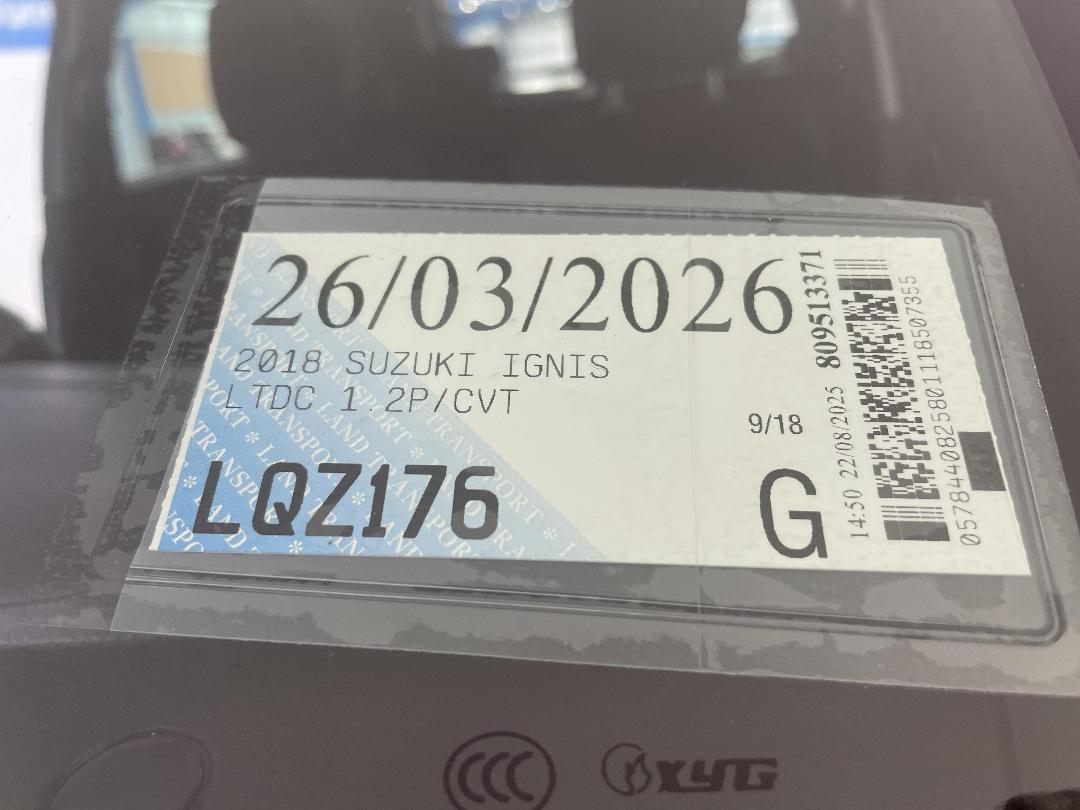 26/03/2026
2018 SUZUKI IGNIS
LTDC 1.2P/CVT
9/18
LQZ176
G
14:50 22/08/2025 809513371
TRANSPORT * LAND TRANSPORT
CCC
XYG